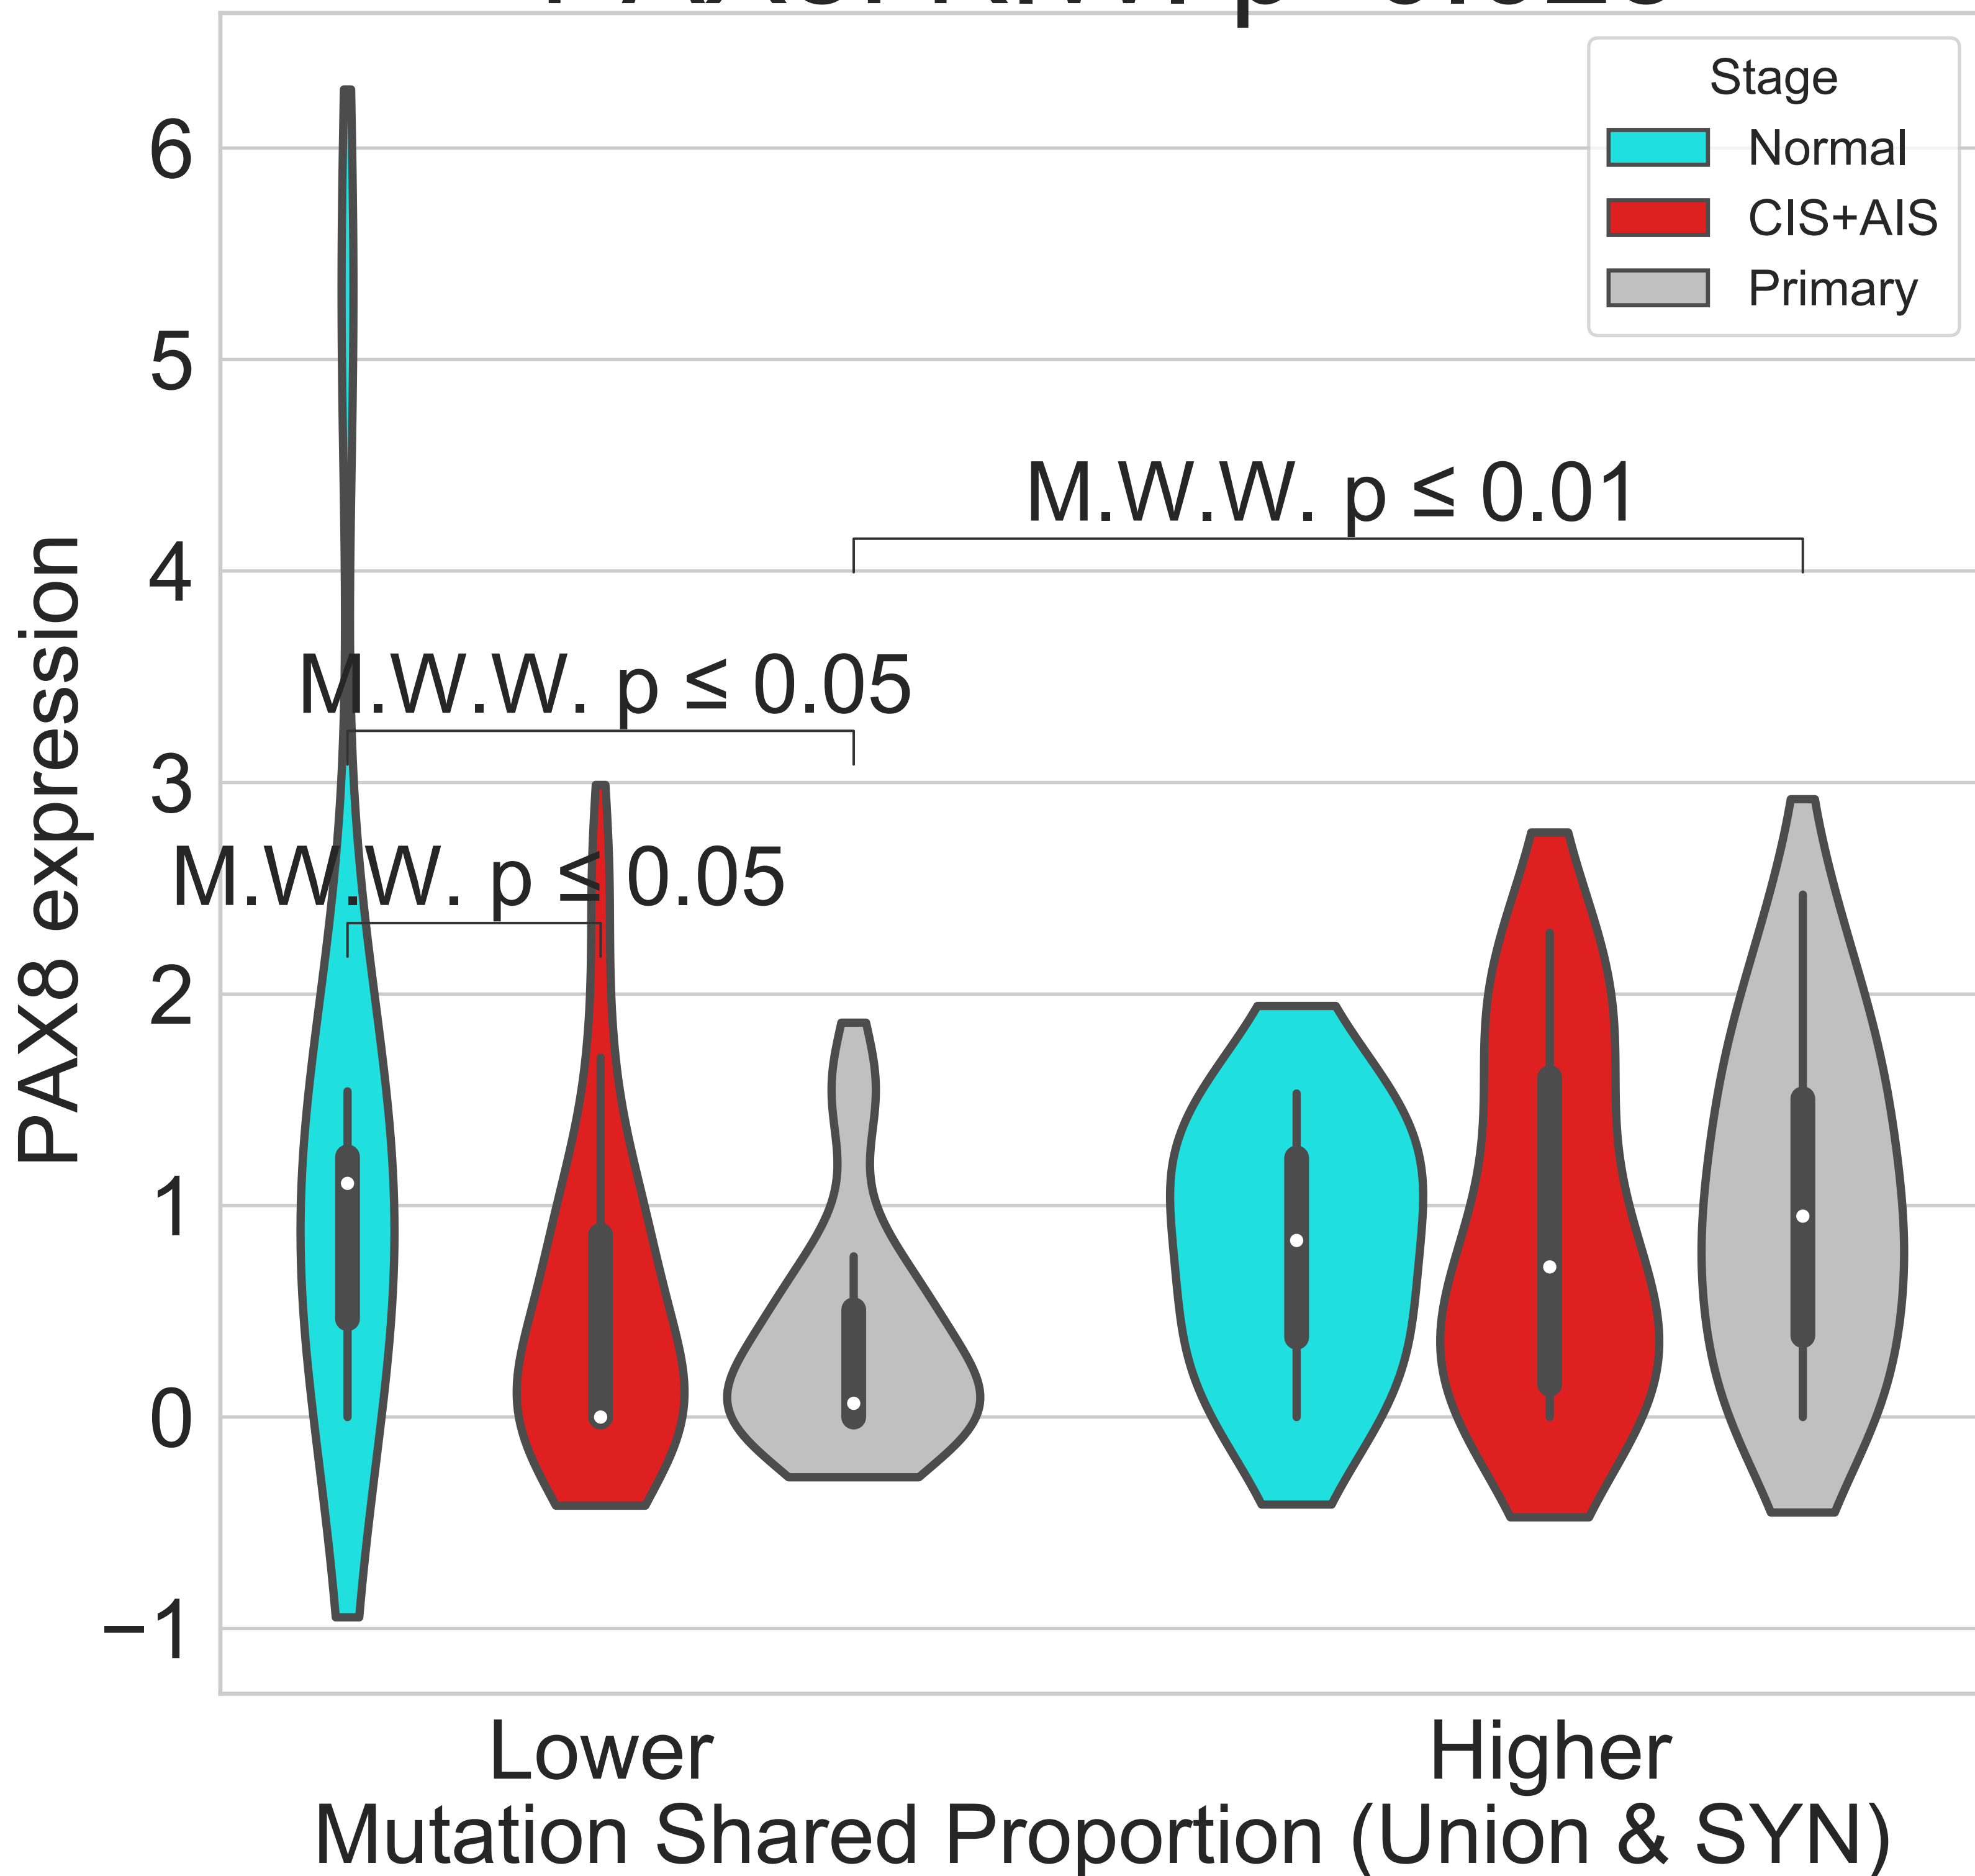 Stage
Normal
CIS+AIS
Primary
6
5
4
3
2
1
0
−1
PAX8 expression
M.W.W. p ≤ 0.01
M.W.W. p ≤ 0.05
M.W.W. p ≤ 0.05
Lower
Higher
Mutation Shared Proportion (Union & SYN)